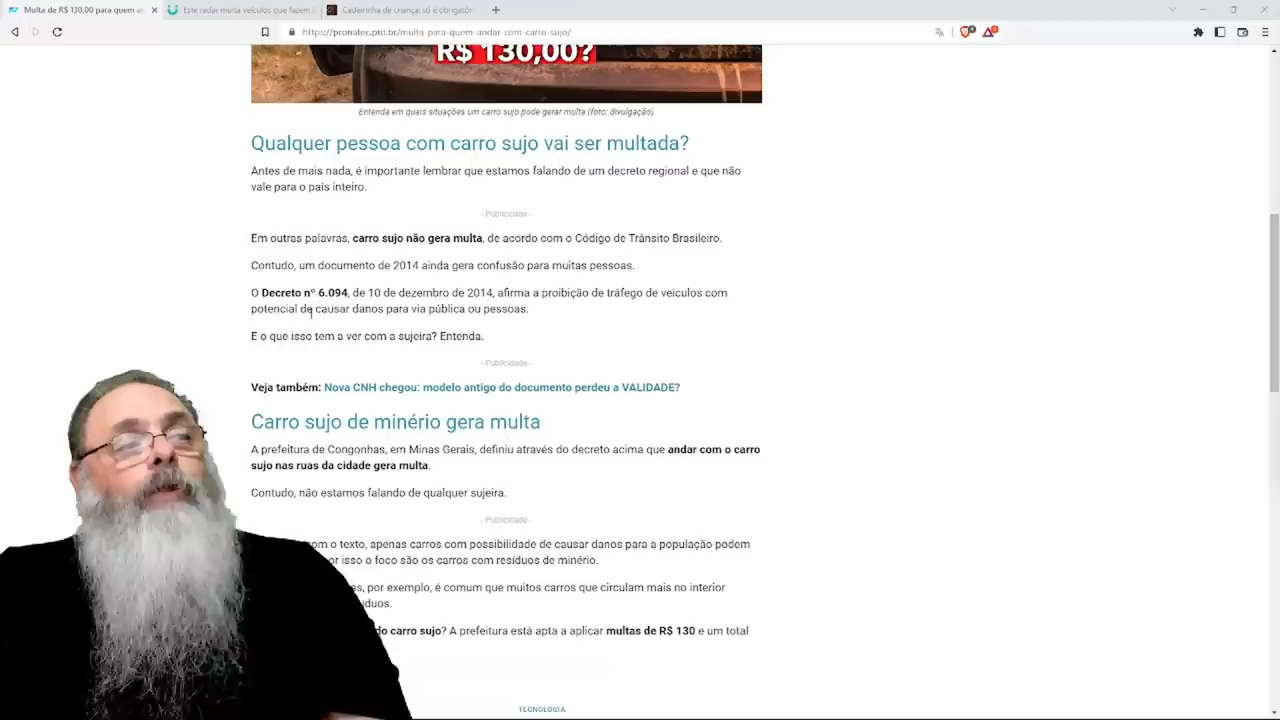 Multa de R$ 130,00 para quem an
Este radar multa veículos que fazem
Cadeirinha de criança: só é obrigatór
https://pronatec.pro.br/multa-para-quem-andar-com-carro-sujo/
R$ 130,00?
Entenda em quais situações um carro sujo pode gerar multa (foto: divulgação)
Qualquer pessoa com carro sujo vai ser multada?
Antes de mais nada, é importante lembrar que estamos falando de um decreto regional e que não
vale para o país inteiro.
- Publicidade -
Em outras palavras, carro sujo não gera multa, de acordo com o Código de Trânsito Brasileiro.
Contudo, um documento de 2014 ainda gera confusão para muitas pessoas.
O Decreto nº 6.094, de 10 de dezembro de 2014, afirma a proibição de tráfego de veículos com
potencial de causar danos para via pública ou pessoas.
E o que isso tem a ver com a sujeira? Entenda.
- Publicidade -
Veja também: Nova CNH chegou: modelo antigo do documento perdeu a VALIDADE?
Carro sujo de minério gera multa
A prefeitura de Congonhas, em Minas Gerais, definiu através do decreto acima que andar com o carro
sujo nas ruas da cidade gera multa.
Contudo, não estamos falando de qualquer sujeira.
- Publicidade -
om o texto, apenas carros com possibilidade de causar danos para a população podem
or isso o foco são os carros com resíduos de minério.
es, por exemplo, é comum que muitos carros que circulam mais no interior
íduos.
do carro sujo? A prefeitura está apta a aplicar multas de R$ 130 e um total
TECNOLOGIA